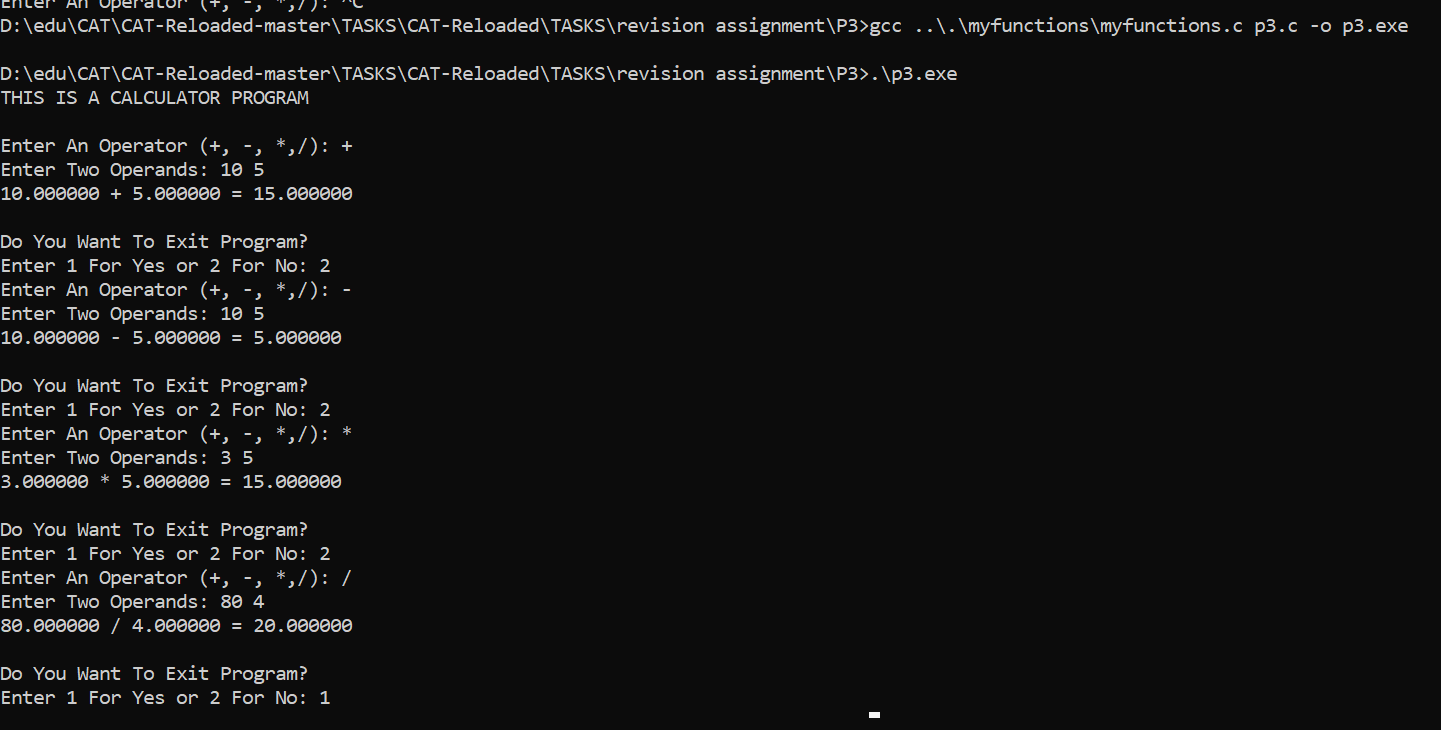 Enter An Operator (+, -, *,/): ^C
D:\edu\CAT\CAT-Reloaded-master\TASKS\CAT-Reloaded\TASKS\revision assignment\P3>gcc ..\.\myfunctions\myfunctions.c p3.c -o p3.exe
D:\edu\CAT\CAT-Reloaded-master\TASKS\CAT-Reloaded\TASKS\revision assignment\P3>.\p3.exe
THIS IS A CALCULATOR PROGRAM
Enter An Operator (+, -, *,/): +
Enter Two Operands: 10 5
10.000000 + 5.000000 = 15.000000
Do You Want To Exit Program?
Enter 1 For Yes or 2 For No: 2
Enter An Operator (+, -, *,/): -
Enter Two Operands: 10 5
10.000000 - 5.000000 = 5.000000
Do You Want To Exit Program?
Enter 1 For Yes or 2 For No: 2
Enter An Operator (+, -, *,/): *
Enter Two Operands: 3 5
3.000000 * 5.000000 = 15.000000
Do You Want To Exit Program?
Enter 1 For Yes or 2 For No: 2
Enter An Operator (+, -, *,/): /
Enter Two Operands: 80 4
80.000000 / 4.000000 = 20.000000
Do You Want To Exit Program?
Enter 1 For Yes or 2 For No: 1